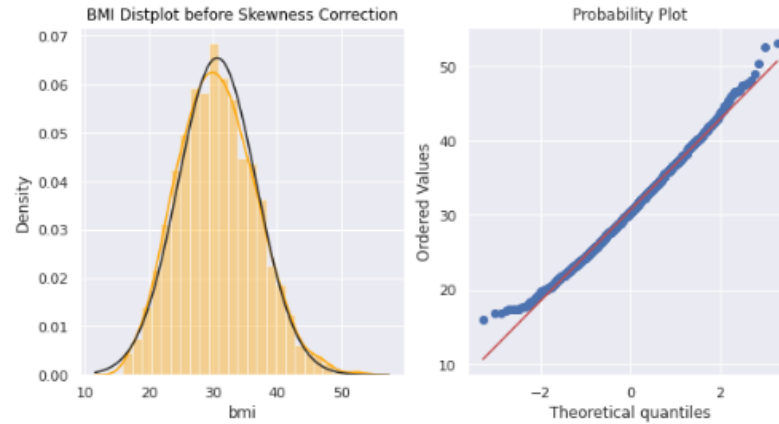 BMI Distplot before Skewness Correction
0.07
0.06
0.05
0.04
0.03
0.02
0.01
0.00
Density
10 20 30 40 50
bmi
Probability Plot
50
40
30
20
10
Ordered Values
−2 0 2
Theoretical quantiles